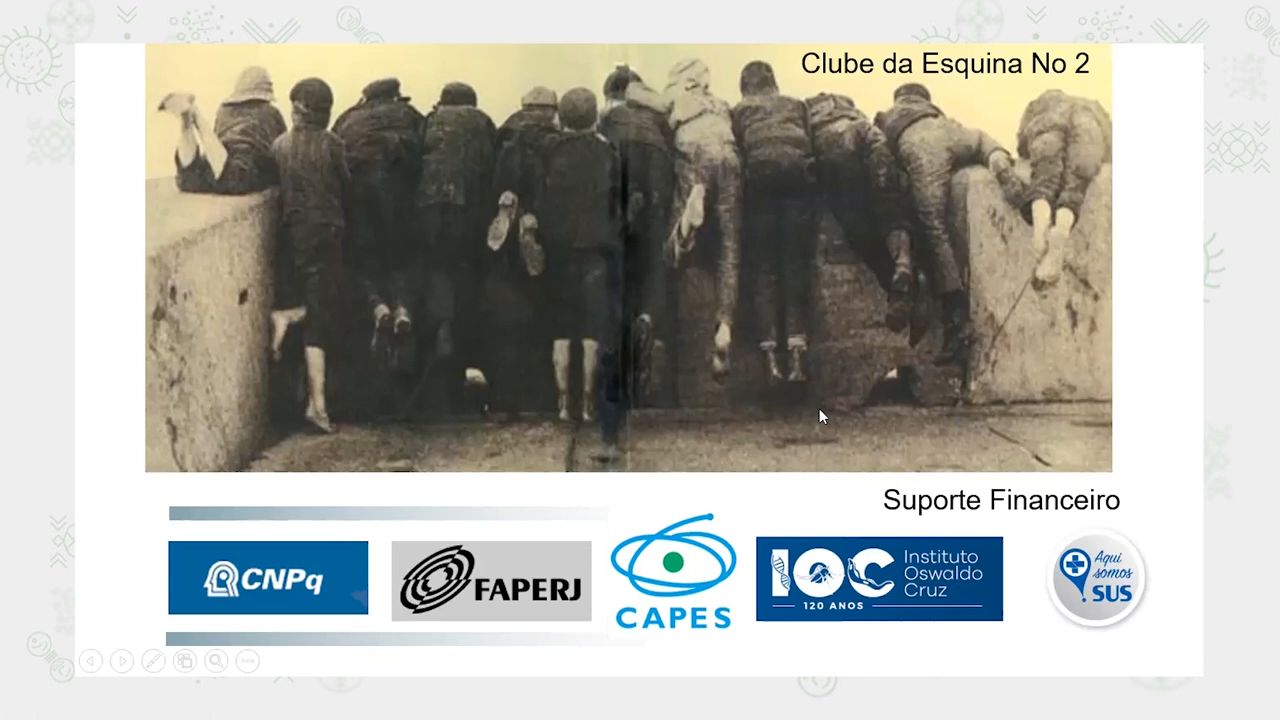 Clube da Esquina No 2
Suporte Financeiro
CNPq
FAPERJ
CAPES
IOC
Instituto
Oswaldo
Cruz
120 ANOS
Aqui
somos
SUS